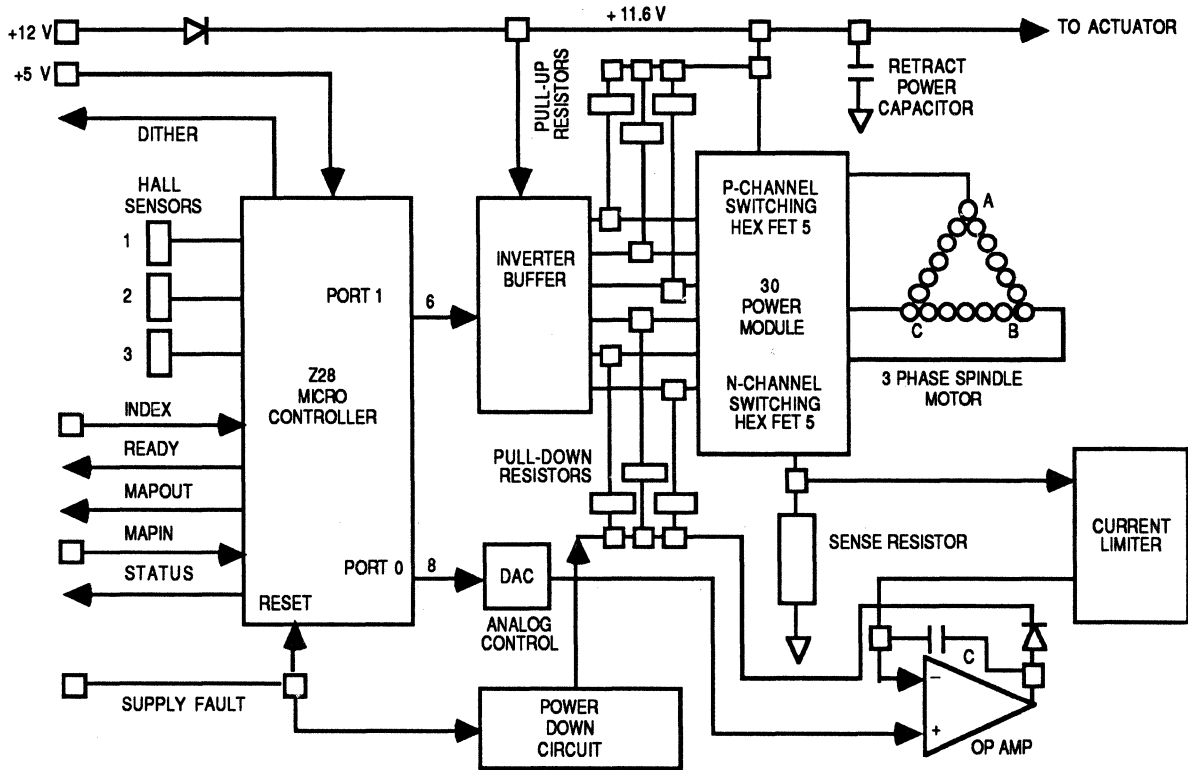 +12 V
+ 11.6 V
TO ACTUATOR
+5 V
PULL-UP
RESISTORS
RETRACT
POWER
CAPACITOR
DITHER
HALL
SENSORS
1
2
3
PORT 1
6
Z28
MICRO
CONTROLLER
INVERTER
BUFFER
P-CHANNEL
SWITCHING
HEX FET 5
30
POWER
MODULE
N-CHANNEL
SWITCHING
HEX FET 5
A
C
B
3 PHASE SPINDLE
MOTOR
INDEX
READY
MAPOUT
MAPIN
STATUS
PULL-DOWN
RESISTORS
SENSE RESISTOR
CURRENT
LIMITER
PORT 0
8
DAC
ANALOG
CONTROL
RESET
SUPPLY FAULT
POWER
DOWN
CIRCUIT
C
−
+
OP AMP